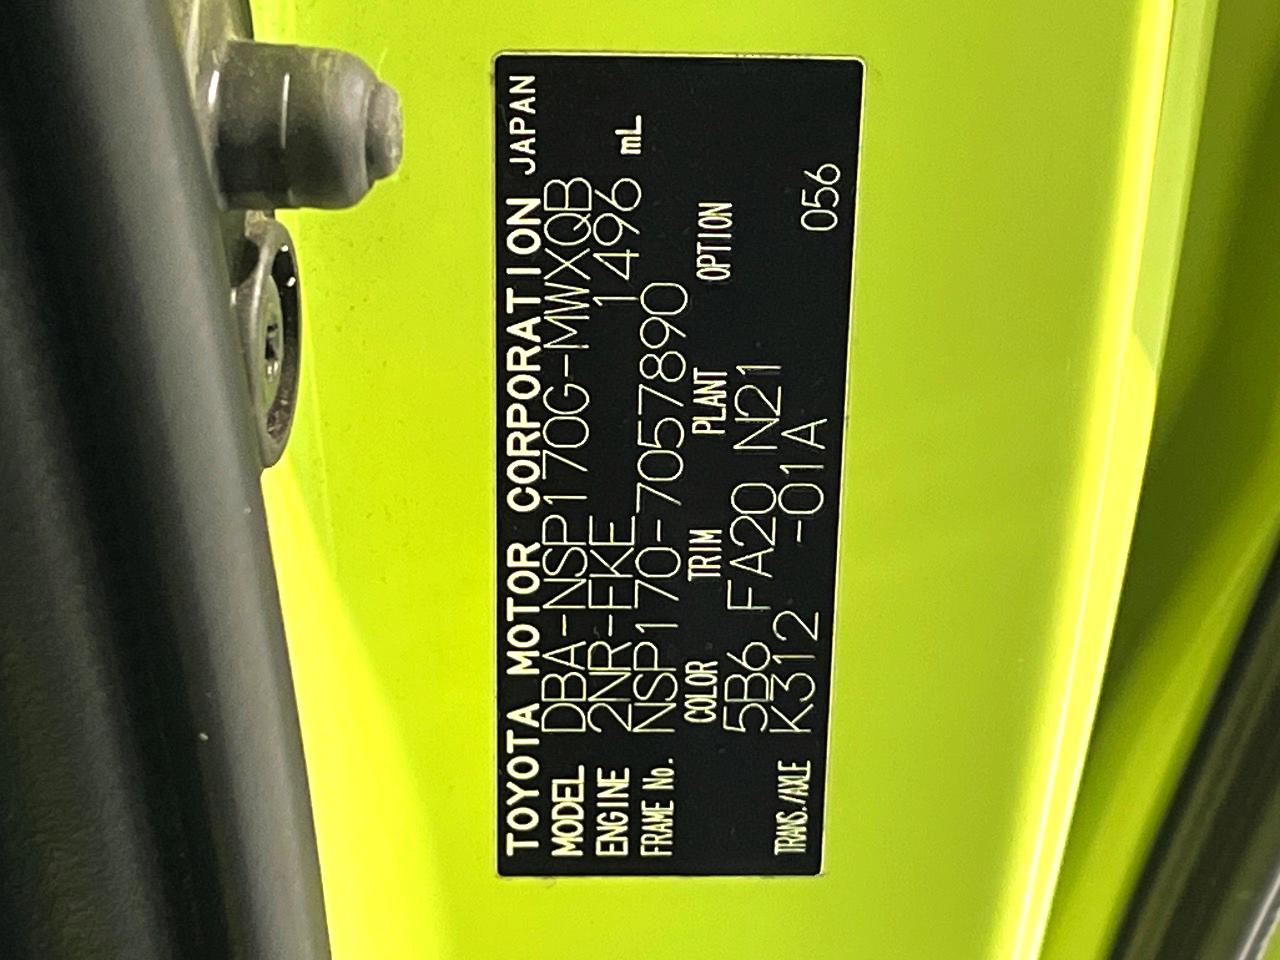 TOYOTA MOTOR CORPORATION JAPAN
MODEL DBA-NSP170G-MWXQB
ENGINE 2NR-EKE 1496 mL
FRAME No. NSP170-7057890
COLOR TRIM PLANT OPTION
5B6 FA20 N21
TRANS./AXLE K312 -01A 056